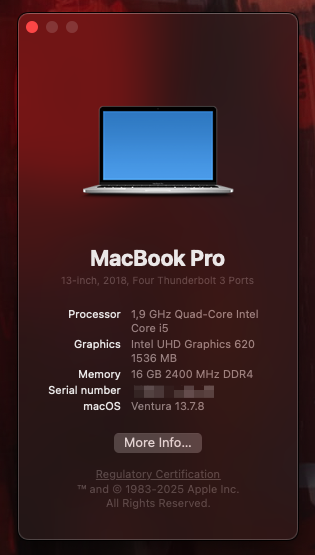 MacBook Pro
13-inch, 2018, Four Thunderbolt 3 Ports
Processor 1,9 GHz Quad-Core Intel
Core i5
Graphics Intel UHD Graphics 620
1536 MB
Memory 16 GB 2400 MHz DDR4
Serial number
macOS Ventura 13.7.8
More Info...
Regulatory Certification
™ and © 1983-2025 Apple Inc.
All Rights Reserved.